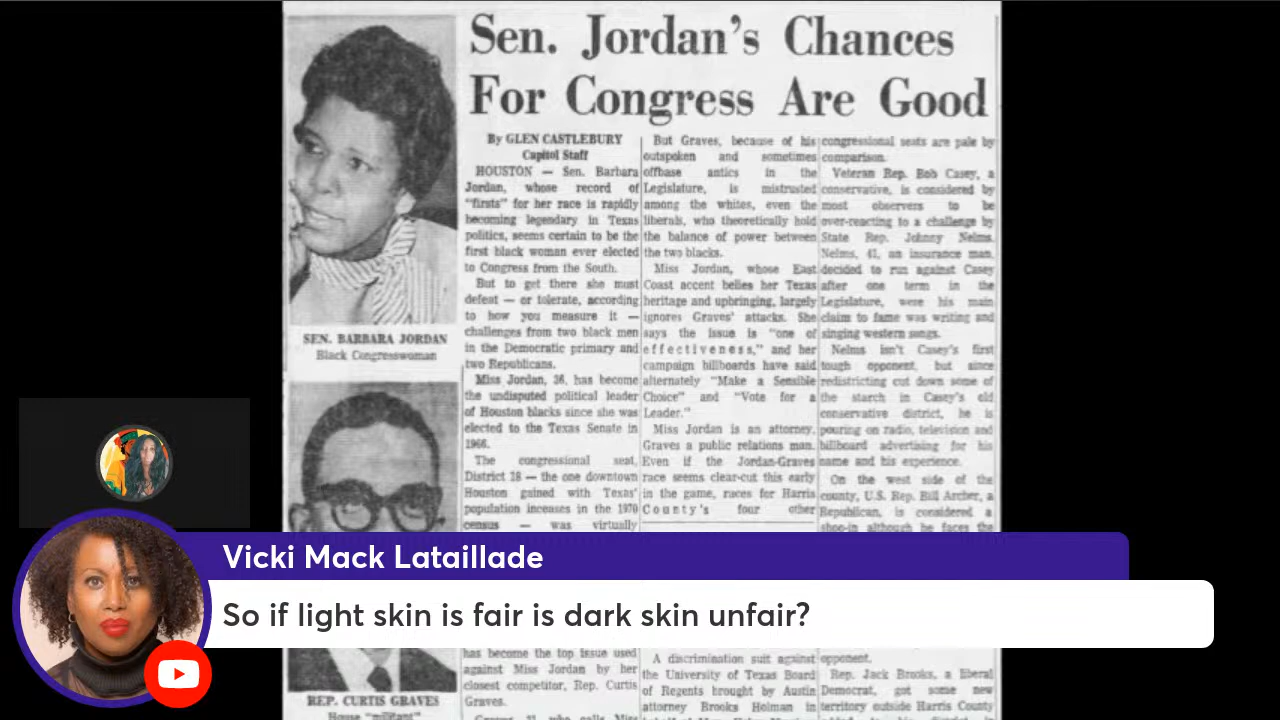 Sen. Jordan's Chances
For Congress Are Good
SEN. BARBARA JORDAN
Black Congresswoman
REP. CURTIS GRAVES
House "militant"
By GLEN CASTLEBURY
Capitol Staff
HOUSTON — Sen. Barbara
Jordan, whose record of
"firsts" for her race is rapidly
becoming legendary in Texas
politics, seems certain to be the
first black woman ever elected
to Congress from the South.
But to get there she must
defeat — or tolerate, according
to how you measure it —
challenges from two black men
in the Democratic primary and
two Republicans.
Miss Jordan, 36, has become
the undisputed political leader
of Houston blacks since she was
elected to the Texas Senate in
1966.
The congressional seat,
District 18 — the one downtown
Houston gained with Texas'
population increases in the 1970
census — was virtually
has become the top issue used
against Miss Jordan by her
closest competitor, Rep. Curtis
Graves.
But Graves, because of his
outspoken and sometimes
offbase antics in the
Legislature, is mistrusted
among the whites, even the
liberals, who theoretically hold
the balance of power between
the two blacks.
Miss Jordan, whose East
Coast accent belies her Texas
heritage and upbringing, largely
ignores Graves' attacks. She
says the issue is "one of
effectiveness," and her
campaign billboards have said
alternately "Make a Sensible
Choice" and "Vote for a
Leader."
Miss Jordan is an attorney,
Graves a public relations man.
Even if the Jordan-Graves
race seems clear-cut this early
in the game, races for Harris
County's four other
A discrimination suit against
the University of Texas Board
of Regents brought by Austin
attorney Brooks Holman in
congressional seats are pale by
comparison.
Veteran Rep. Bob Casey, a
conservative, is considered by
most observers to be
over-reacting to a challenge by
State Rep. Johnny Nelms.
Nelms, 41, an insurance man,
decided to run against Casey
after one term in the
Legislature, were his main
claim to fame was writing and
singing western songs.
Nelms isn't Casey's first
tough opponent, but since
redistricting cut down some of
the starch in Casey's old
conservative district, he is
pouring on radio, television and
billboard advertising for his
name and his experience.
On the west side of the
county, U.S. Rep. Bill Archer, a
Republican, is considered a
shoo-in although he faces the
opponent.
Rep. Jack Brooks, a liberal
Democrat, got some new
territory outside Harris County
Vicki Mack Lataillade
So if light skin is fair is dark skin unfair?